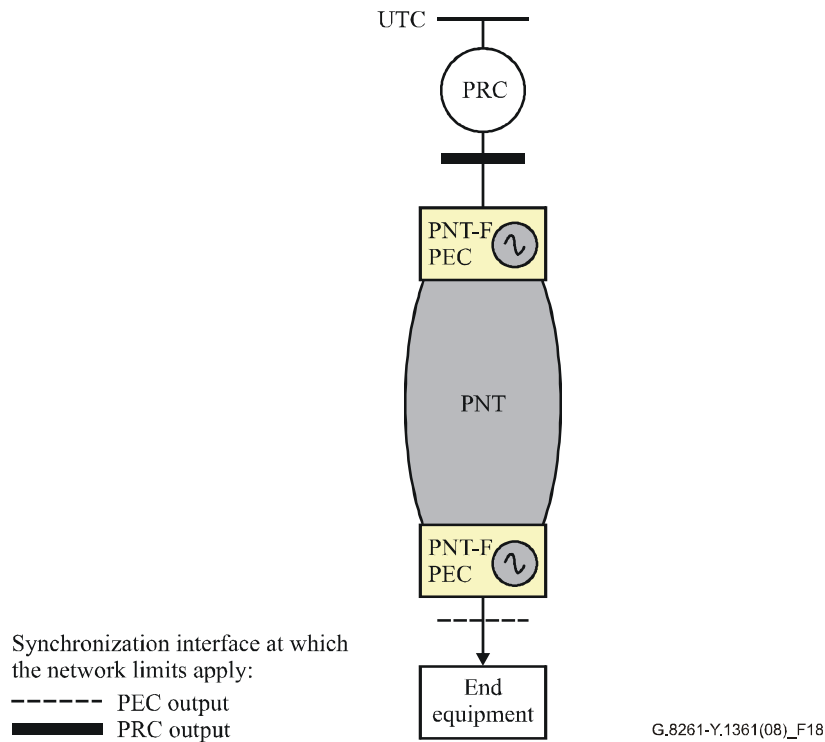 UTC
PRC
PNT-F
PEC
PNT
PNT-F
PEC
Synchronization interface at which
the network limits apply:
PEC output
PRC output
End
equipment
G.8261-Y.1361(08)_F18